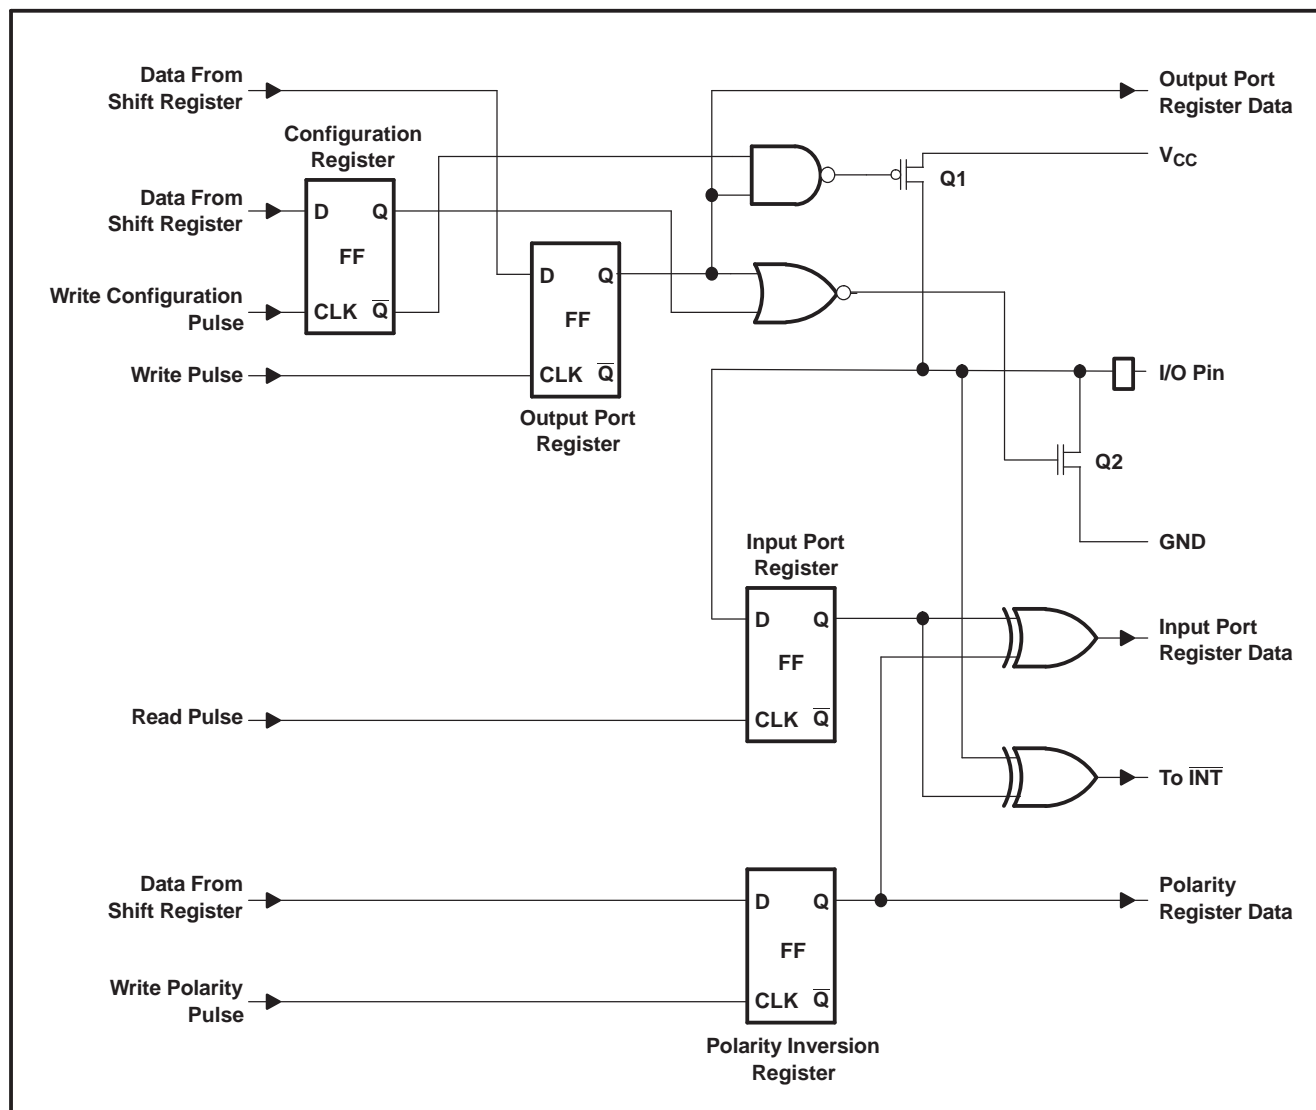 Data From
Shift Register
Output Port
Register Data
Configuration
Register
V<sub>CC</sub>
Q1
Data From
Shift Register
D
Q
FF
D
Q
Write Configuration
Pulse
CLK
Q̅
FF
I/O Pin
Write Pulse
CLK
Q̅
Output Port
Register
Q2
Input Port
Register
GND
D
Q
Input Port
Register Data
FF
Read Pulse
CLK
Q̅
To I̅N̅T̅
Data From
Shift Register
D
Q
Polarity
Register Data
FF
Write Polarity
Pulse
CLK
Q̅
Polarity Inversion
Register